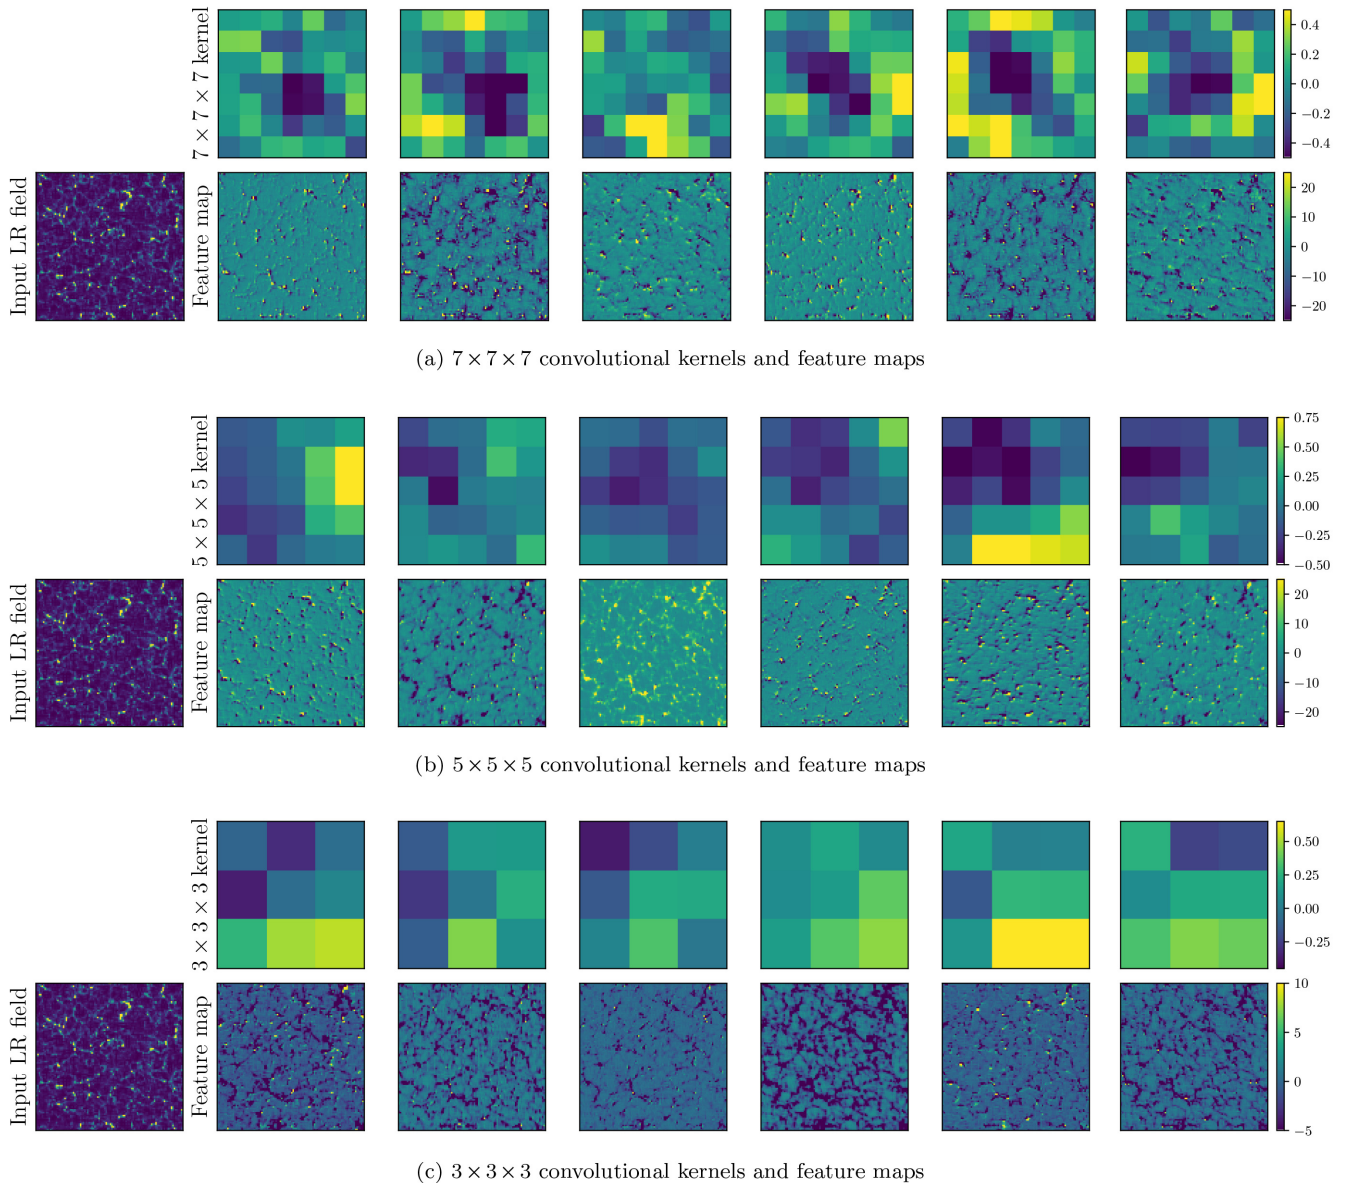 7 × 7 × 7 kernel
0.4
0.2
0.0
−0.2
−0.4
Input LR field
Feature map
20
10
0
−10
−20
(a) 7×7×7 convolutional kernels and feature maps
5 × 5 × 5 kernel
0.75
0.50
0.25
0.00
−0.25
−0.50
Input LR field
Feature map
20
10
0
−10
−20
(b) 5×5×5 convolutional kernels and feature maps
3 × 3 × 3 kernel
0.50
0.25
0.00
−0.25
Input LR field
Feature map
10
5
0
−5
(c) 3×3×3 convolutional kernels and feature maps